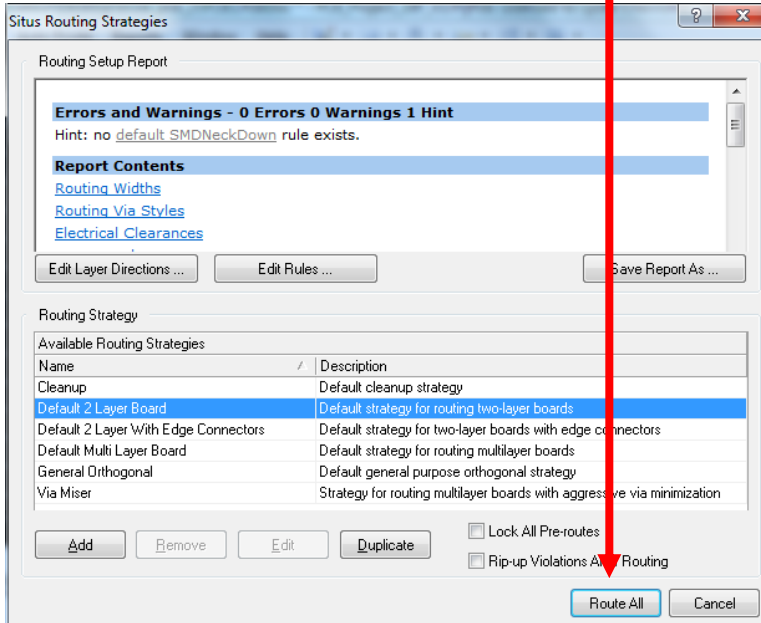 Situs Routing Strategies
Routing Setup Report
Errors and Warnings - 0 Errors 0 Warnings 1 Hint
Hint: no default SMDNeckDown rule exists.
Report Contents
Routing Widths
Routing Via Styles
Electrical Clearances
Edit Layer Directions ... Edit Rules ... Save Report As ...
Routing Strategy
Available Routing Strategies
Name Description
Cleanup Default cleanup strategy
Default 2 Layer Board Default strategy for routing two-layer boards
Default 2 Layer With Edge Connectors Default strategy for two-layer boards with edge connectors
Default Multi Layer Board Default strategy for routing multilayer boards
General Orthogonal Default general purpose orthogonal strategy
Via Miser Strategy for routing multilayer boards with aggressive via minimization
Add Remove Edit Duplicate
Lock All Pre-routes
Rip-up Violations After Routing
Route All Cancel